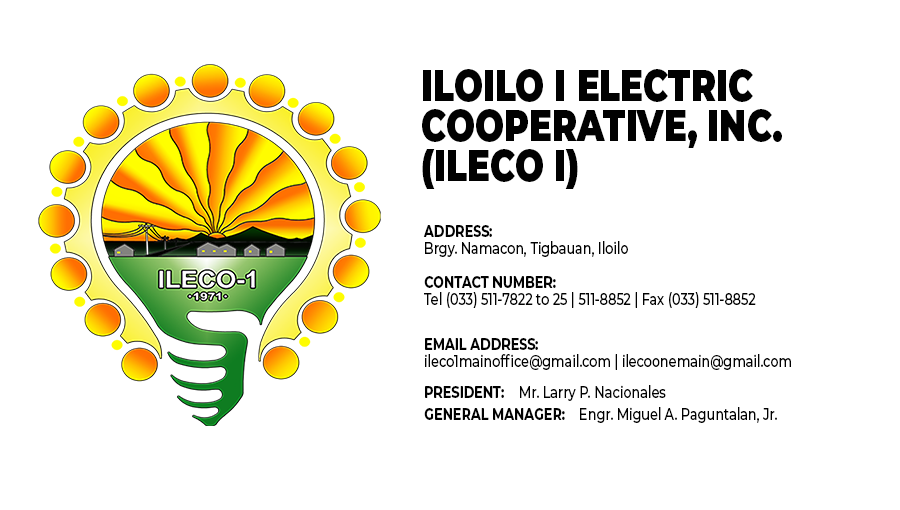 ILOILO I ELECTRIC
COOPERATIVE, INC.
(ILECO I)
ILECO-1
·1971·
ADDRESS:
Brgy. Namacon, Tigbauan, Iloilo
CONTACT NUMBER:
Tel (033) 511-7822 to 25 | 511-8852 | Fax (033) 511-8852
EMAIL ADDRESS:
ileco1mainoffice@gmail.com | ilecoonemain@gmail.com
PRESIDENT: Mr. Larry P. Nacionales
GENERAL MANAGER: Engr. Miguel A. Paguntalan, Jr.